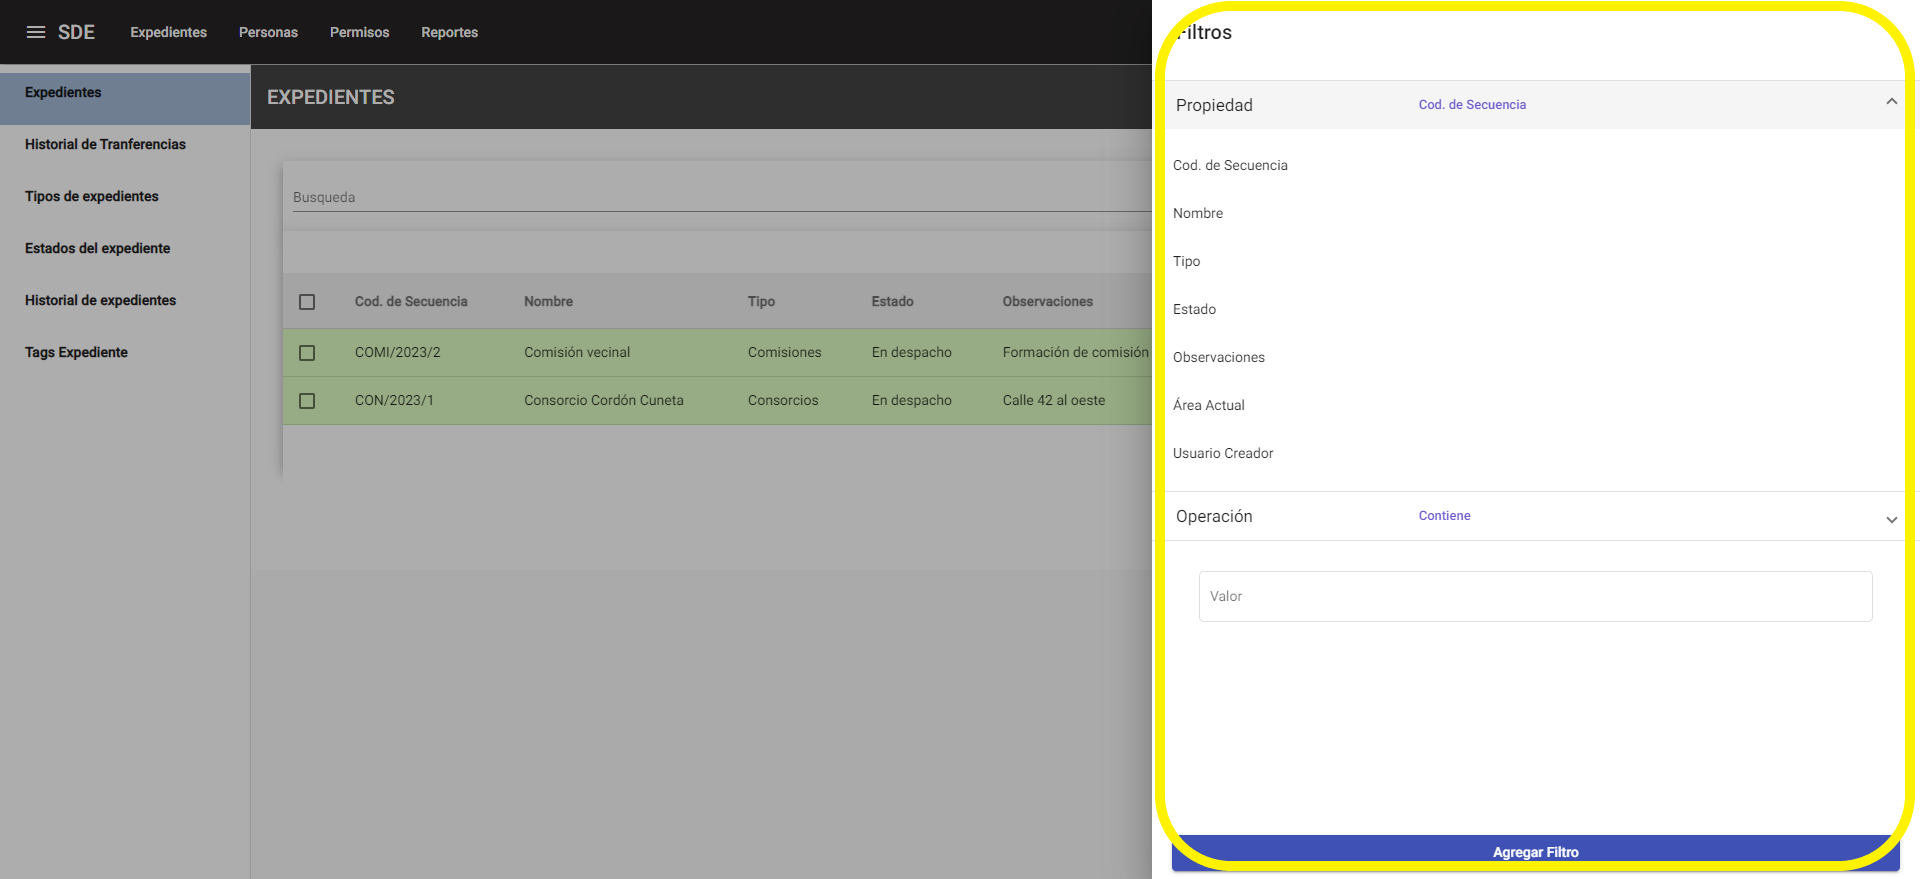 SDE Expedientes Personas Permisos Reportes
Expedientes
Historial de Tranferencias
Tipos de expedientes
Estados del expediente
Historial de expedientes
Tags Expediente
EXPEDIENTES
Busqueda
Cod. de Secuencia Nombre Tipo Estado Observaciones
COMI/2023/2 Comisión vecinal Comisiones En despacho Formación de comisión
CON/2023/1 Consorcio Cordón Cuneta Consorcios En despacho Calle 42 al oeste
Filtros
Propiedad Cod. de Secuencia
Cod. de Secuencia
Nombre
Tipo
Estado
Observaciones
Área Actual
Usuario Creador
Operación Contiene
Valor
Agregar Filtro